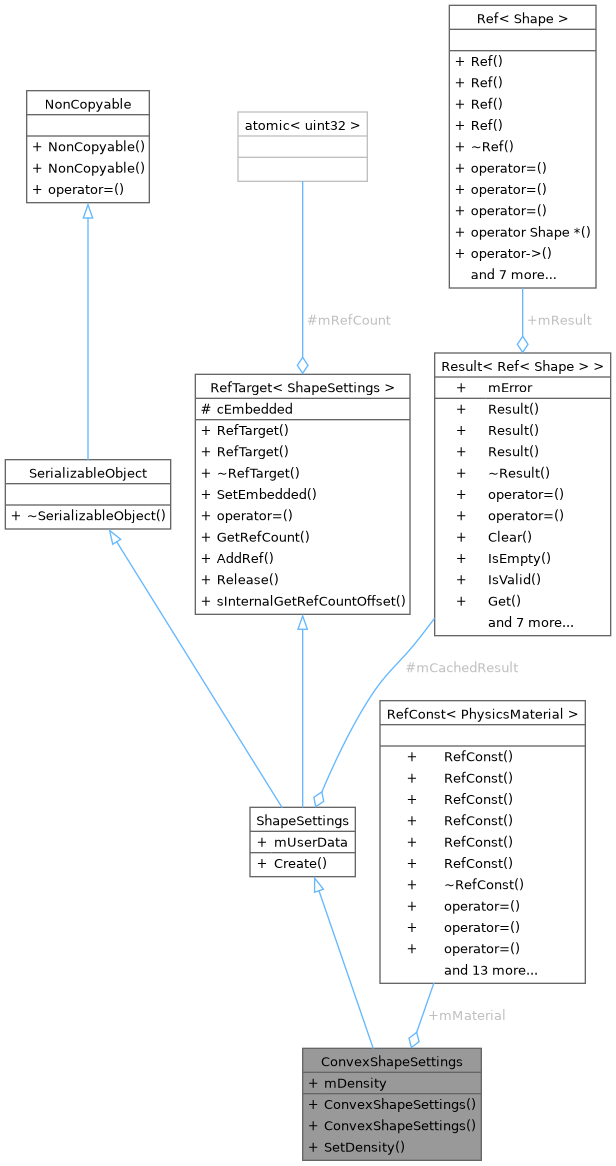 Ref< Shape >
+ Ref()
+ Ref()
+ Ref()
+ Ref()
+ ~Ref()
+ operator=()
+ operator=()
+ operator=()
+ operator Shape *()
+ operator->()
and 7 more...
NonCopyable
+ NonCopyable()
+ NonCopyable()
+ operator=()
atomic< uint32 >
#mRefCount
+mResult
Result< Ref< Shape > >
+ mError
+ Result()
+ Result()
+ Result()
+ ~Result()
+ operator=()
+ operator=()
+ Clear()
+ IsEmpty()
+ IsValid()
+ Get()
and 7 more...
RefTarget< ShapeSettings >
# cEmbedded
+ RefTarget()
+ RefTarget()
+ ~RefTarget()
+ SetEmbedded()
+ operator=()
+ GetRefCount()
+ AddRef()
+ Release()
+ sInternalGetRefCountOffset()
SerializableObject
+ ~SerializableObject()
#mCachedResult
RefConst< PhysicsMaterial >
+ RefConst()
+ RefConst()
+ RefConst()
+ RefConst()
+ RefConst()
+ RefConst()
+ ~RefConst()
+ operator=()
+ operator=()
+ operator=()
and 13 more...
ShapeSettings
+ mUserData
+ Create()
+mMaterial
ConvexShapeSettings
+ mDensity
+ ConvexShapeSettings()
+ ConvexShapeSettings()
+ SetDensity()